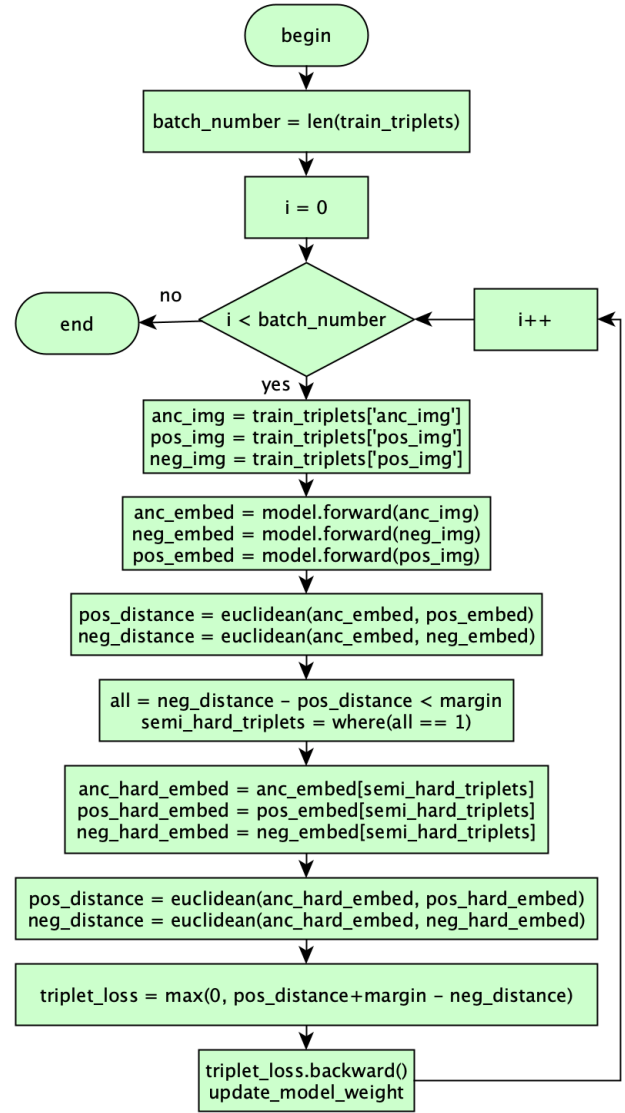 begin
batch_number = len(train_triplets)
i = 0
i < batch_number
no
end
i++
yes
anc_img = train_triplets['anc_img']
pos_img = train_triplets['pos_img']
neg_img = train_triplets['pos_img']
anc_embed = model.forward(anc_img)
neg_embed = model.forward(neg_img)
pos_embed = model.forward(pos_img)
pos_distance = euclidean(anc_embed, pos_embed)
neg_distance = euclidean(anc_embed, neg_embed)
all = neg_distance - pos_distance < margin
semi_hard_triplets = where(all == 1)
anc_hard_embed = anc_embed[semi_hard_triplets]
pos_hard_embed = pos_embed[semi_hard_triplets]
neg_hard_embed = neg_embed[semi_hard_triplets]
pos_distance = euclidean(anc_hard_embed, pos_hard_embed)
neg_distance = euclidean(anc_hard_embed, neg_hard_embed)
triplet_loss = max(0, pos_distance+margin - neg_distance)
triplet_loss.backward()
update_model_weight